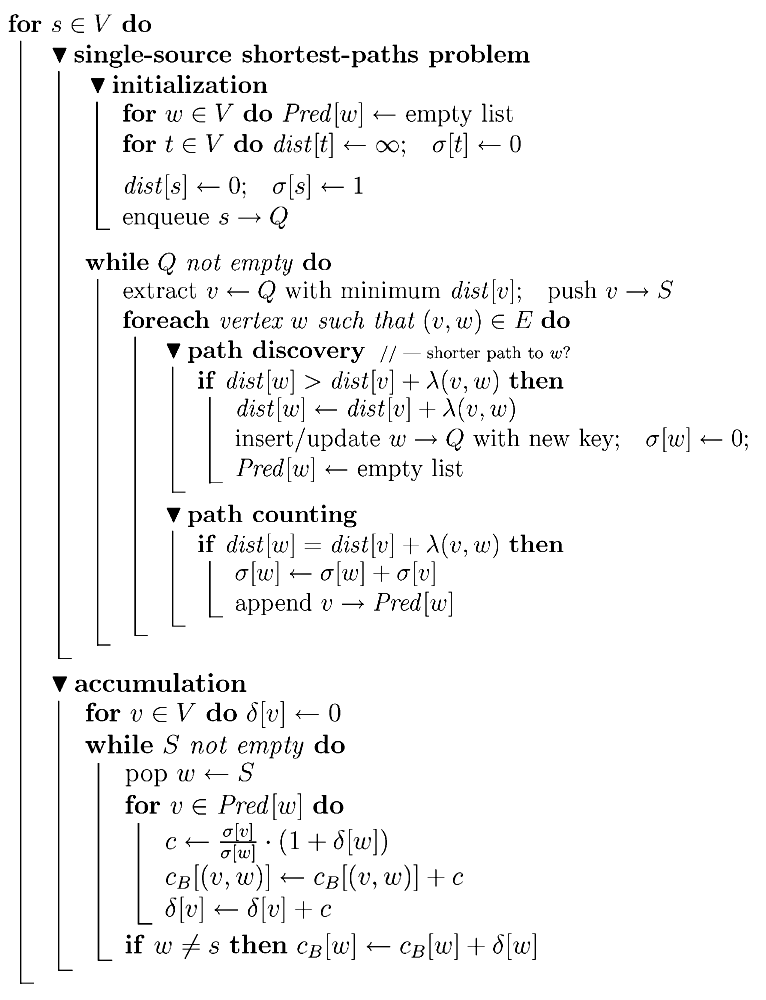 for s ∈ V do
▼ single-source shortest-paths problem
▼ initialization
for w ∈ V do Pred[w] ← empty list
for t ∈ V do dist[t] ← ∞; σ[t] ← 0
dist[s] ← 0; σ[s] ← 1
enqueue s → Q
while Q not empty do
extract v ← Q with minimum dist[v]; push v → S
foreach vertex w such that (v, w) ∈ E do
▼ path discovery // — shorter path to w?
if dist[w] > dist[v] + λ(v, w) then
dist[w] ← dist[v] + λ(v, w)
insert/update w → Q with new key; σ[w] ← 0;
Pred[w] ← empty list
▼ path counting
if dist[w] = dist[v] + λ(v, w) then
σ[w] ← σ[w] + σ[v]
append v → Pred[w]
▼ accumulation
for v ∈ V do δ[v] ← 0
while S not empty do
pop w ← S
for v ∈ Pred[w] do
c ← σ[v]/σ[w] · (1 + δ[w])
c_B[(v, w)] ← c_B[(v, w)] + c
δ[v] ← δ[v] + c
if w ≠ s then c_B[w] ← c_B[w] + δ[w]